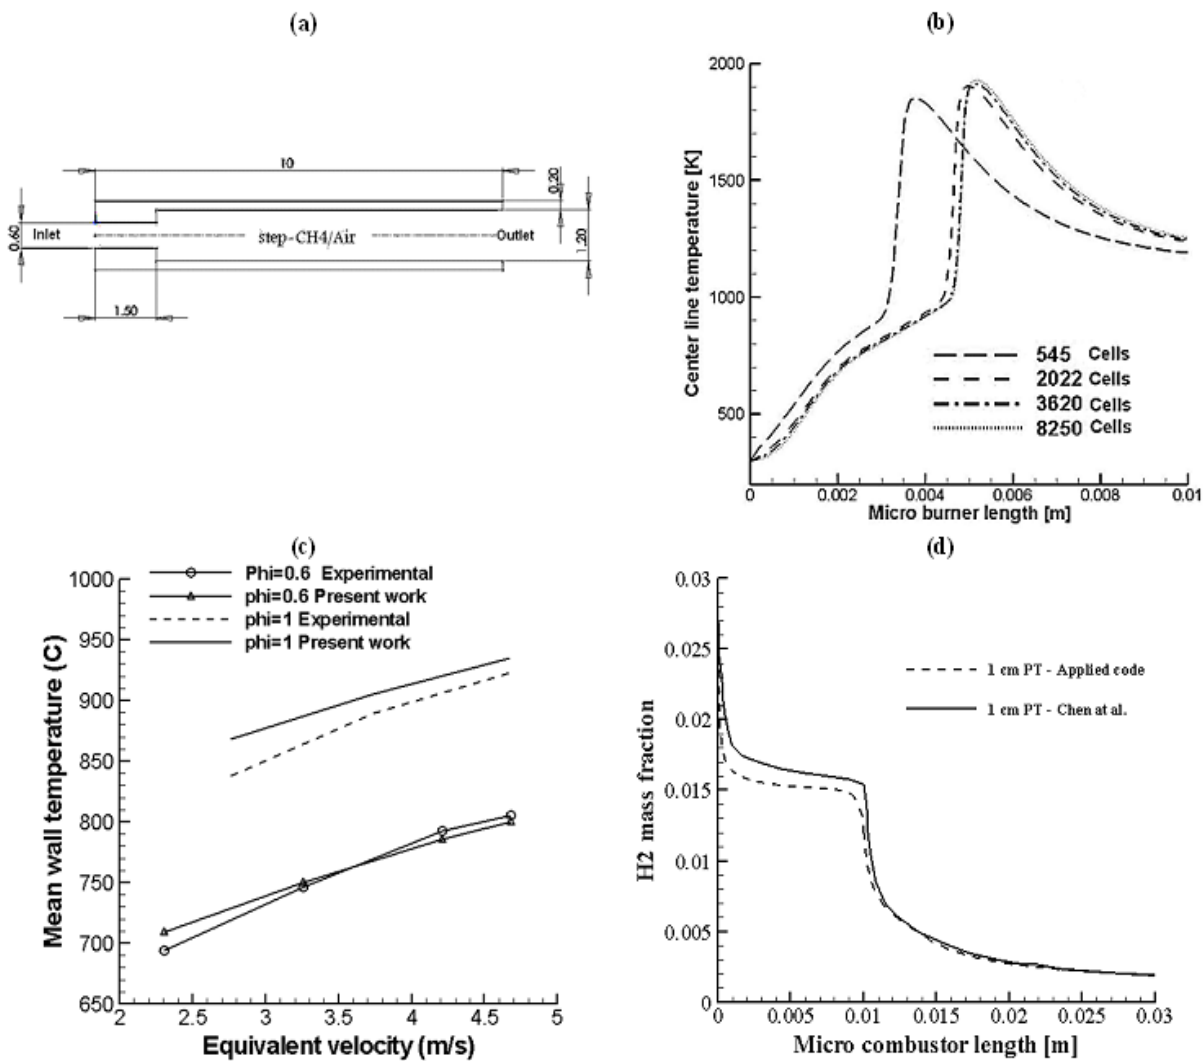 (a)
10
0.20
0.60
Inlet
step-CH4/Air
Outlet
1.20
1.50
(b)
2000
1500
1000
500
Center line temperature [K]
545 Cells
2022 Cells
3620 Cells
8250 Cells
0
0.002
0.004
0.006
0.008
0.01
Micro burner length [m]
(c)
Phi=0.6 Experimental
phi=0.6 Present work
phi=1 Experimental
phi=1 Present work
1000
950
900
850
800
750
700
650
Mean wall temperature (C)
2
2.5
3
3.5
4
4.5
5
Equivalent velocity (m/s)
(d)
0.03
0.025
0.02
0.015
0.01
0.005
0
H2 mass fraction
1 cm PT - Applied code
1 cm PT - Chen at al.
0
0.005
0.01
0.015
0.02
0.025
0.03
Micro combustor length [m]